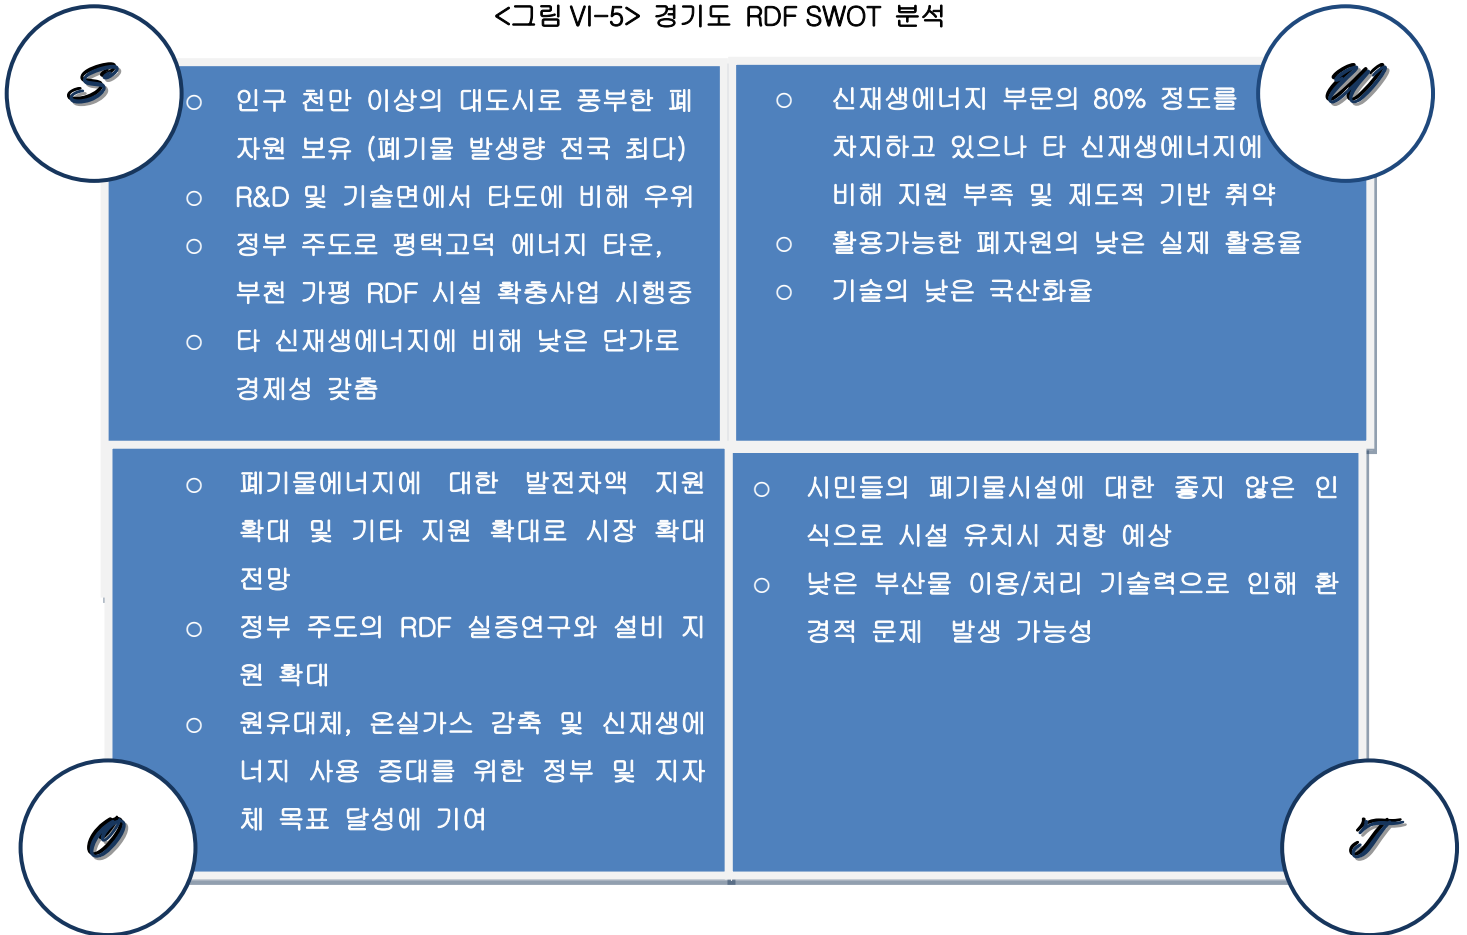 <그림 VI-5> 경기도 RDF SWOT 분석
S
○ 인구 천만 이상의 대도시로 풍부한 폐
자원 보유 (폐기물 발생량 전국 최다)
○ R&D 및 기술면에서 타도에 비해 우위
○ 정부 주도로 평택고덕 에너지 타운,
부천 가평 RDF 시설 확충사업 시행중
○ 타 신재생에너지에 비해 낮은 단가로
경제성 갖춤
W
○ 신재생에너지 부문의 80% 정도를
차지하고 있으나 타 신재생에너지에
비해 지원 부족 및 제도적 기반 취약
○ 활용가능한 폐자원의 낮은 실제 활용율
○ 기술의 낮은 국산화율
O
○ 폐기물에너지에 대한 발전차액 지원
확대 및 기타 지원 확대로 시장 확대
전망
○ 정부 주도의 RDF 실증연구와 설비 지
원 확대
○ 원유대체, 온실가스 감축 및 신재생에
너지 사용 증대를 위한 정부 및 지자
체 목표 달성에 기여
T
○ 시민들의 폐기물시설에 대한 좋지 않은 인
식으로 시설 유치시 저항 예상
○ 낮은 부산물 이용/처리 기술력으로 인해 환
경적 문제 발생 가능성